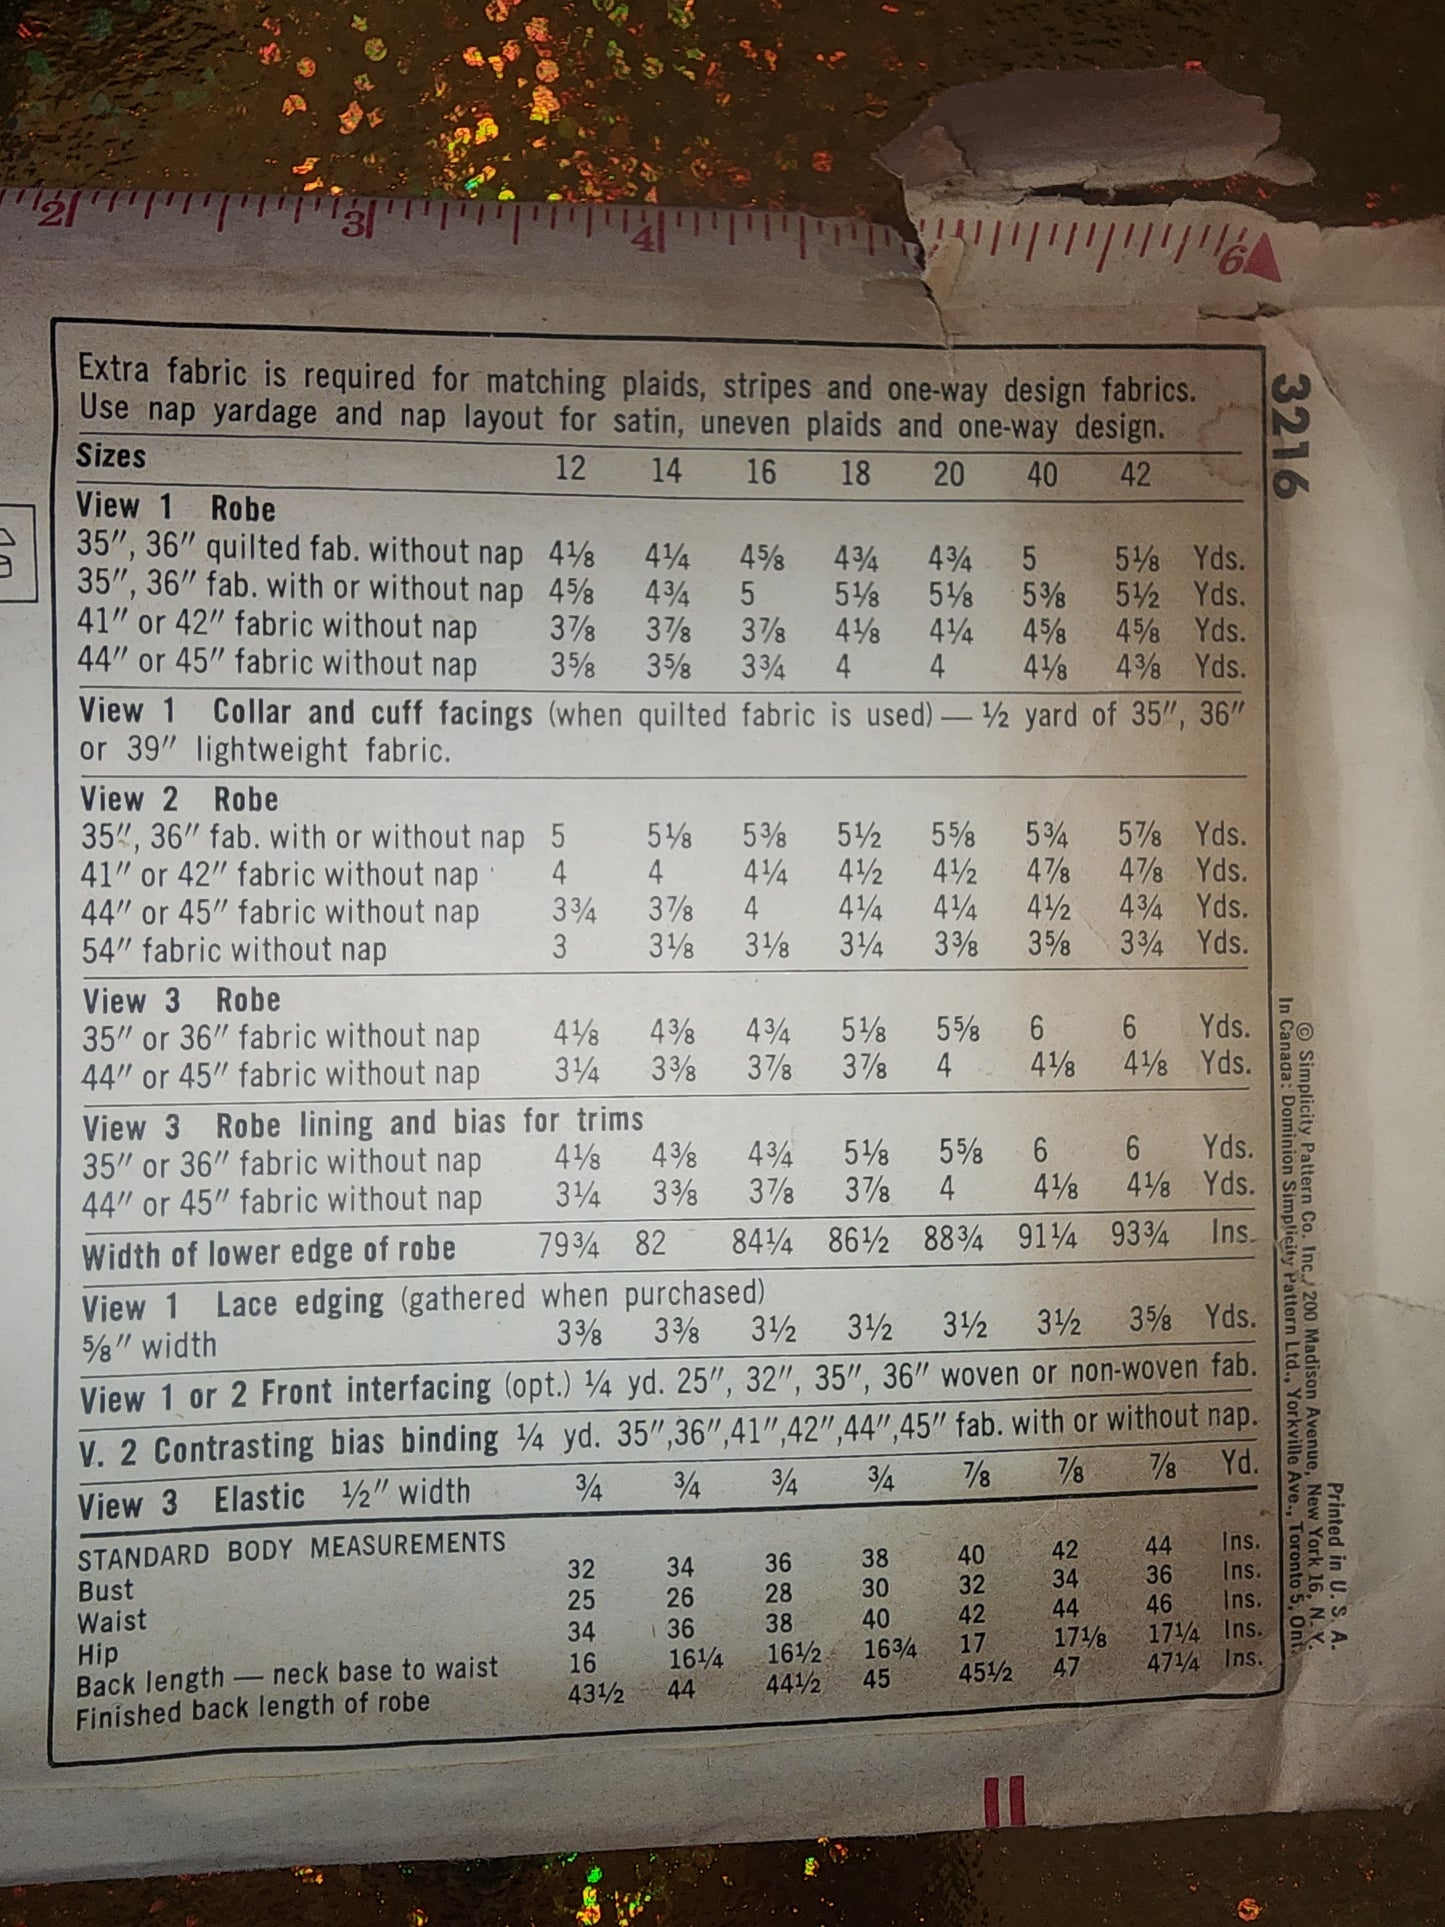 2 3 4 6
Extra fabric is required for matching plaids, stripes and one-way design fabrics.
Use nap yardage and nap layout for satin, uneven plaids and one-way design.
Sizes 12 14 16 18 20 40 42
View 1 Robe
35″, 36″ quilted fab. without nap 4⅛ 4¼ 4⅝ 4¾ 4¾ 5 5⅛ Yds.
35″, 36″ fab. with or without nap 4⅝ 4¾ 5 5⅛ 5⅛ 5⅜ 5½ Yds.
41″ or 42″ fabric without nap 3⅞ 3⅞ 3⅞ 4⅛ 4¼ 4⅝ 4⅝ Yds.
44″ or 45″ fabric without nap 3⅝ 3⅝ 3¾ 4 4 4⅛ 4⅜ Yds.
View 1 Collar and cuff facings (when quilted fabric is used) — ½ yard of 35″, 36″
or 39″ lightweight fabric.
View 2 Robe
35″, 36″ fab. with or without nap 5 5⅛ 5⅜ 5½ 5⅝ 5¾ 5⅞ Yds.
41″ or 42″ fabric without nap 4 4 4¼ 4½ 4½ 4⅞ 4⅞ Yds.
44″ or 45″ fabric without nap 3¾ 3⅞ 4 4¼ 4¼ 4½ 4¾ Yds.
54″ fabric without nap 3 3⅛ 3⅛ 3¼ 3⅜ 3⅝ 3¾ Yds.
View 3 Robe
35″ or 36″ fabric without nap 4⅛ 4⅜ 4¾ 5⅛ 5⅝ 6 6 Yds.
44″ or 45″ fabric without nap 3¼ 3⅜ 3⅞ 3⅞ 4 4⅛ 4⅛ Yds.
View 3 Robe lining and bias for trims
35″ or 36″ fabric without nap 4⅛ 4⅜ 4¾ 5⅛ 5⅝ 6 6 Yds.
44″ or 45″ fabric without nap 3¼ 3⅜ 3⅞ 3⅞ 4 4⅛ 4⅛ Yds.
Width of lower edge of robe 79¾ 82 84¼ 86½ 88¾ 91¼ 93¾ Ins.
View 1 Lace edging (gathered when purchased)
⅝″ width 3⅜ 3⅜ 3½ 3½ 3½ 3½ 3⅝ Yds.
View 1 or 2 Front interfacing (opt.) ¼ yd. 25″, 32″, 35″, 36″ woven or non-woven fab.
V. 2 Contrasting bias binding ¼ yd. 35″,36″,41″,42″,44″,45″ fab. with or without nap.
View 3 Elastic ½″ width ¾ ¾ ¾ ¾ ⅞ ⅞ ⅞ Yd.
STANDARD BODY MEASUREMENTS
Bust 32 34 36 38 40 42 44 Ins.
Waist 25 26 28 30 32 34 36 Ins.
Hip 34 36 38 40 42 44 46 Ins.
Back length — neck base to waist 16 16¼ 16½ 16¾ 17 17⅛ 17¼ Ins.
Finished back length of robe 43½ 44 44½ 45 45½ 47 47¼ Ins.
3216
© Simplicity Pattern Co. Inc./200 Madison Avenue, New York 16, N. Y.
In Canada: Dominion Simplicity Pattern Ltd., Yorkville Ave., Toronto 5, Ont.
Printed in U. S. A.